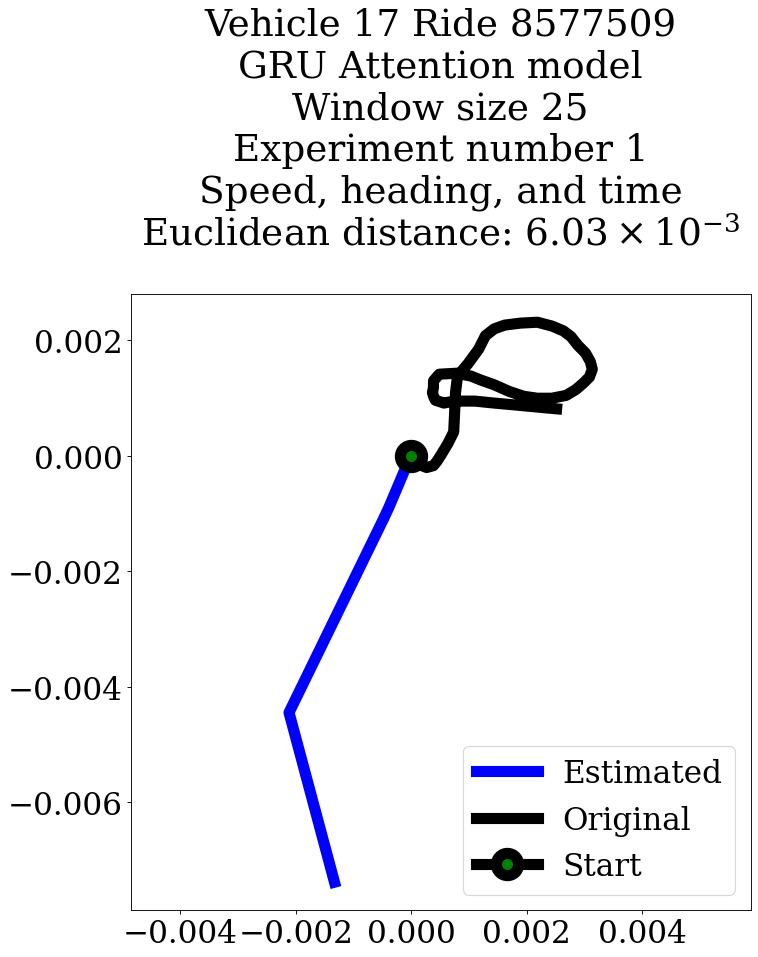 Vehicle 17 Ride 8577509
GRU Attention model
Window size 25
Experiment number 1
Speed, heading, and time
Euclidean distance: 6.03 × 10⁻³
0.002
0.000
−0.002
−0.004
−0.006
Estimated
Original
Start
−0.004 −0.002 0.000 0.002 0.004